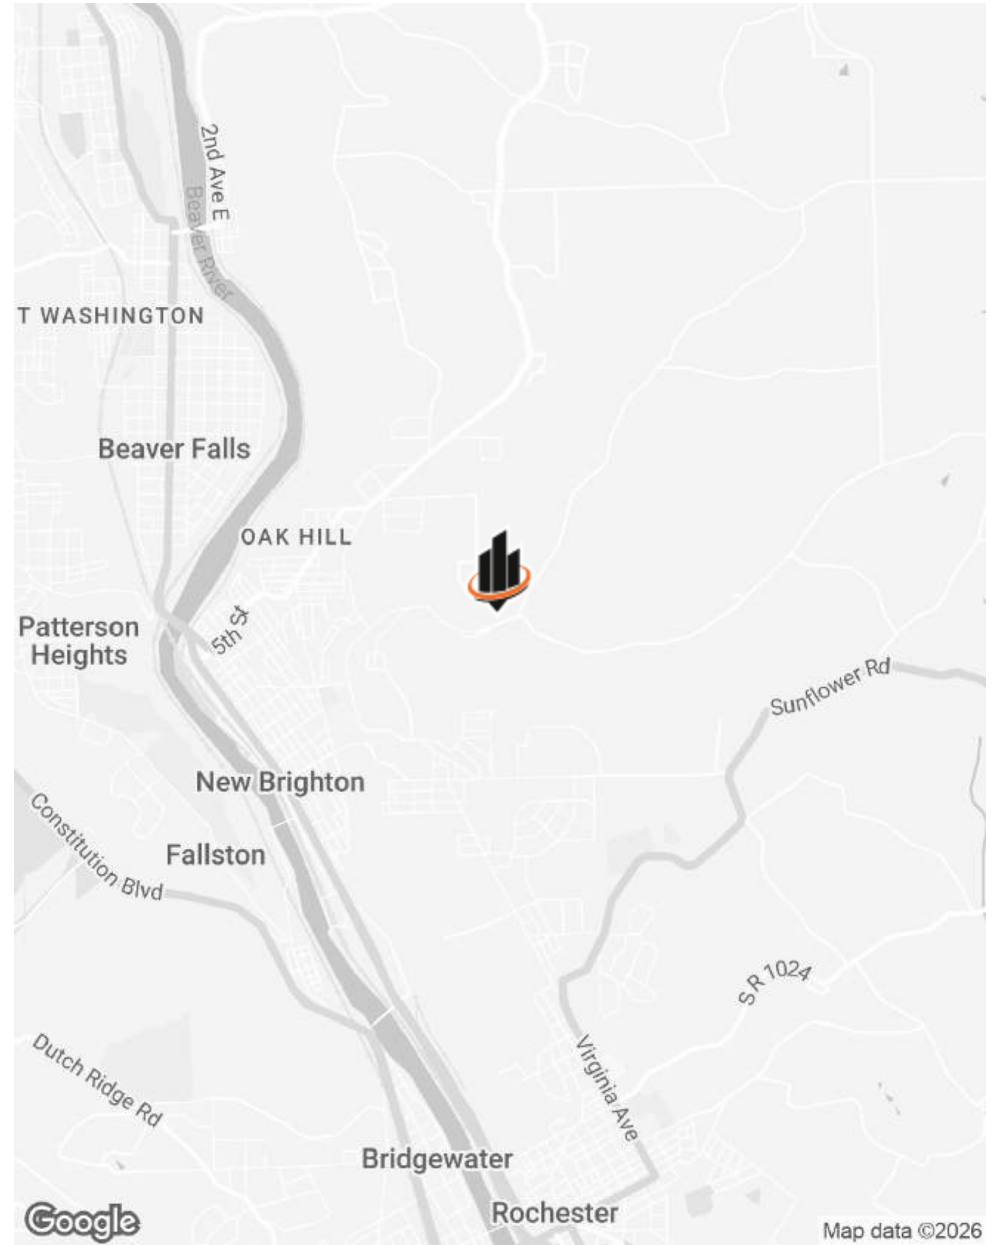 2nd Ave E
Beaver River
T WASHINGTON
Beaver Falls
OAK HILL
5th St
Patterson
Heights
Sunflower Rd
New Brighton
Constitution Blvd
Fallston
S R 1024
Dutch Ridge Rd
Virginia Ave
Bridgewater
Rochester
Google
Map data ©2026